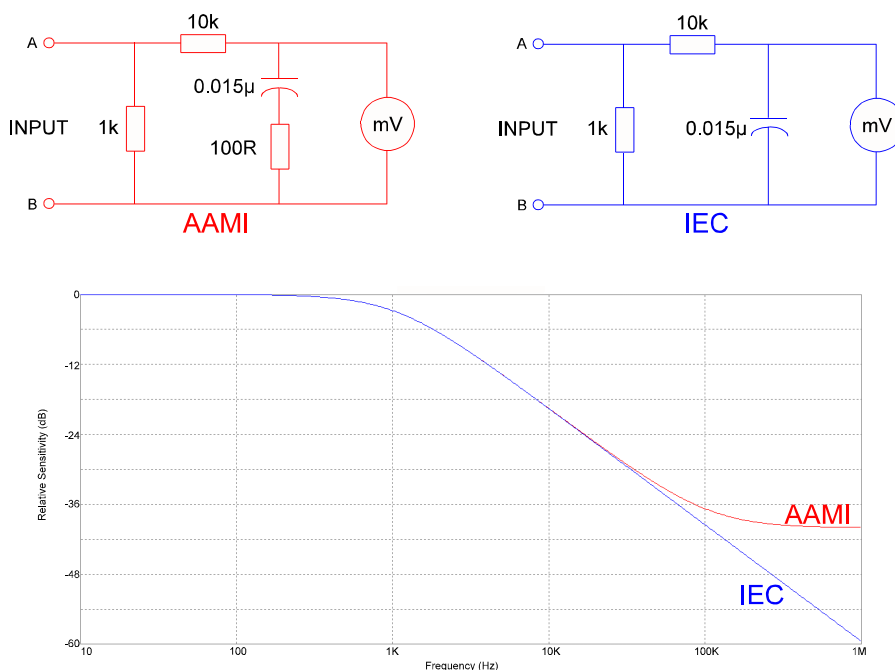 10k
A
0.015µ
INPUT
1k
mV
100R
B
AAMI
10k
A
INPUT
1k
0.015µ
mV
B
IEC
0
-12
-24
-36
-48
-60
Relative Sensitivity (dB)
AAMI
IEC
10
100
1K
10K
100K
1M
Frequency (Hz)